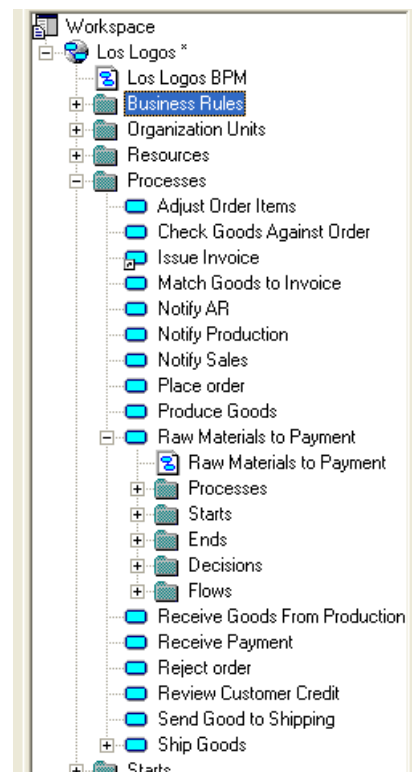 Workspace
Los Logos *
Los Logos BPM
Business Rules
Organization Units
Resources
Processes
Adjust Order Items
Check Goods Against Order
Issue Invoice
Match Goods to Invoice
Notify AR
Notify Production
Notify Sales
Place order
Produce Goods
Raw Materials to Payment
Raw Materials to Payment
Processes
Starts
Ends
Decisions
Flows
Receive Goods From Production
Receive Payment
Reject order
Review Customer Credit
Send Good to Shipping
Ship Goods
Starts